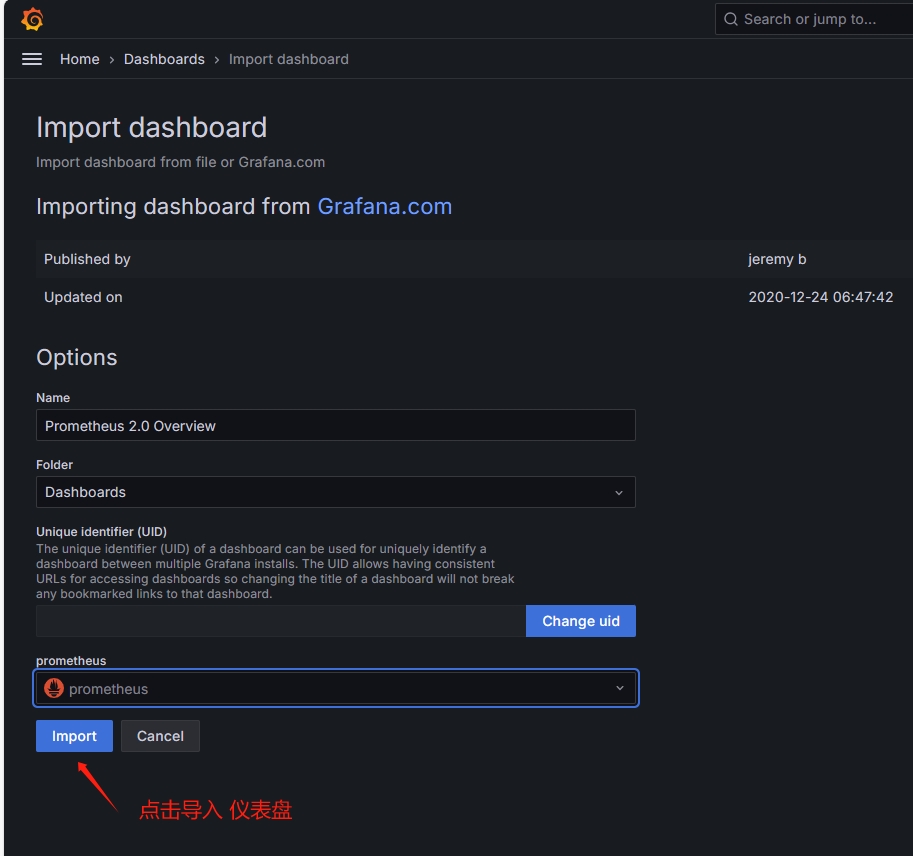 Search or jump to...
Home › Dashboards › Import dashboard
Import dashboard
Import dashboard from file or Grafana.com
Importing dashboard from Grafana.com
Published by jeremy b
Updated on 2020-12-24 06:47:42
Options
Name
Prometheus 2.0 Overview
Folder
Dashboards
Unique identifier (UID)
The unique identifier (UID) of a dashboard can be used for uniquely identify a
dashboard between multiple Grafana installs. The UID allows having consistent
URLs for accessing dashboards so changing the title of a dashboard will not break
any bookmarked links to that dashboard.
Change uid
prometheus
prometheus
Import Cancel
点击导入 仪表盘